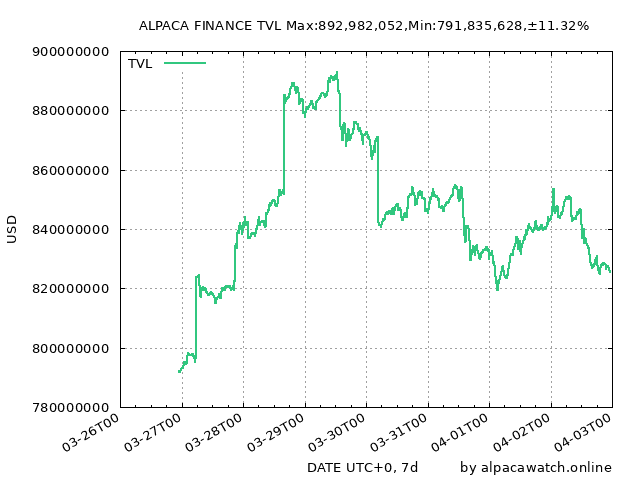 ALPACA FINANCE TVL Max:892,982,052,Min:791,835,628,±11.32%
TVL
900000000
880000000
860000000
840000000
820000000
800000000
780000000
USD
03-26T00
03-27T00
03-28T00
03-29T00
03-30T00
03-31T00
04-01T00
04-02T00
04-03T00
DATE UTC+0, 7d
by alpacawatch.online